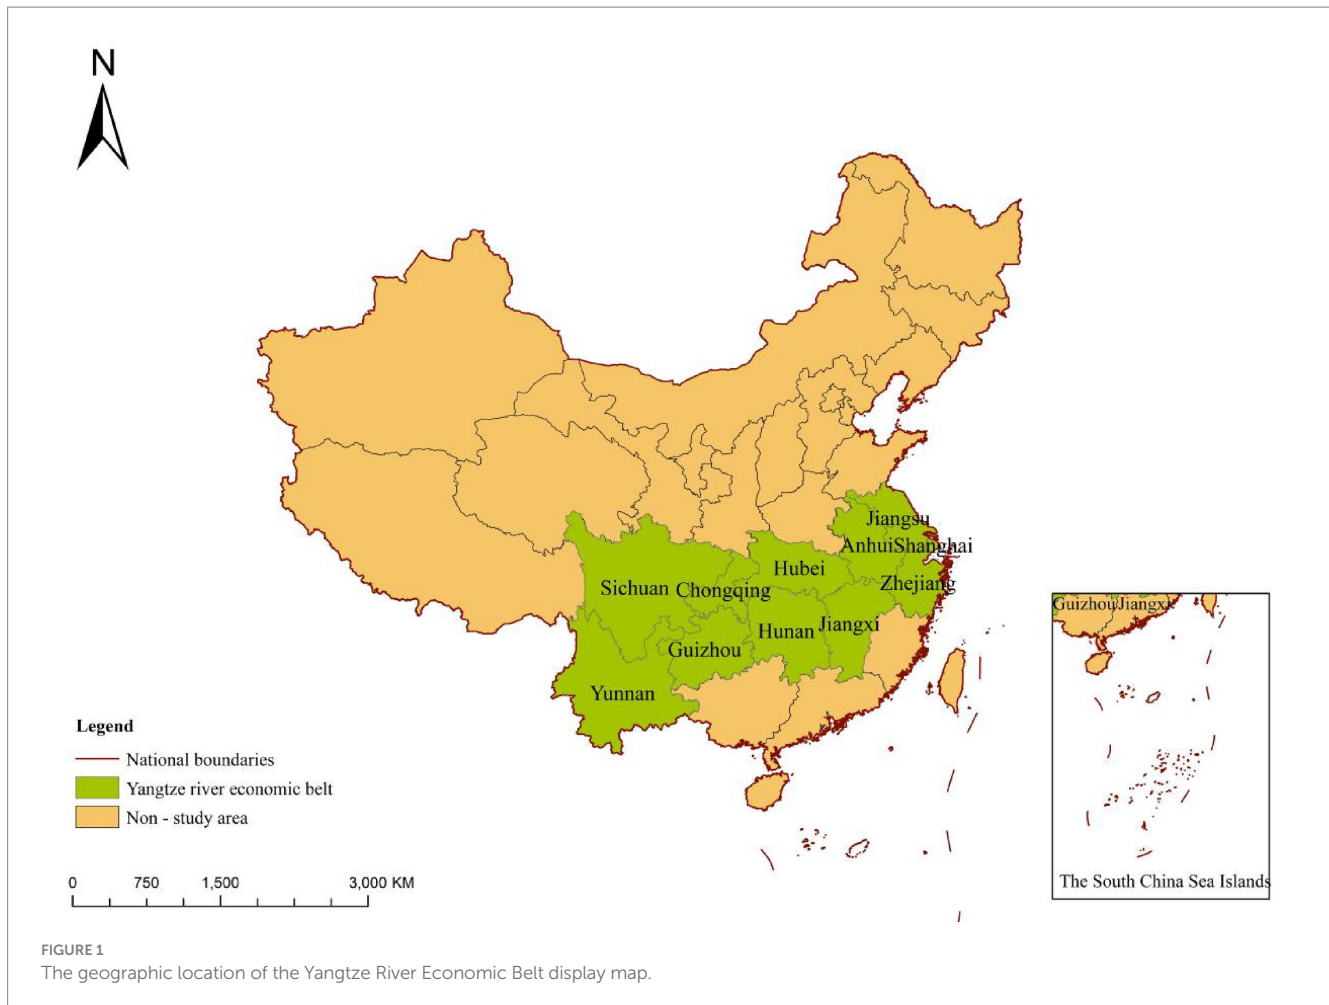 N
Jiangsu
AnhuiShanghai
Hubei
Zhejiang
Sichuan
Chongqing
Guizhou
Hunan
Jiangxi
Yunnan
GuizhouJiangxi
The South China Sea Islands
Legend
National boundaries
Yangtze river economic belt
Non - study area
0 750 1,500 3,000 KM
FIGURE 1
The geographic location of the Yangtze River Economic Belt display map.